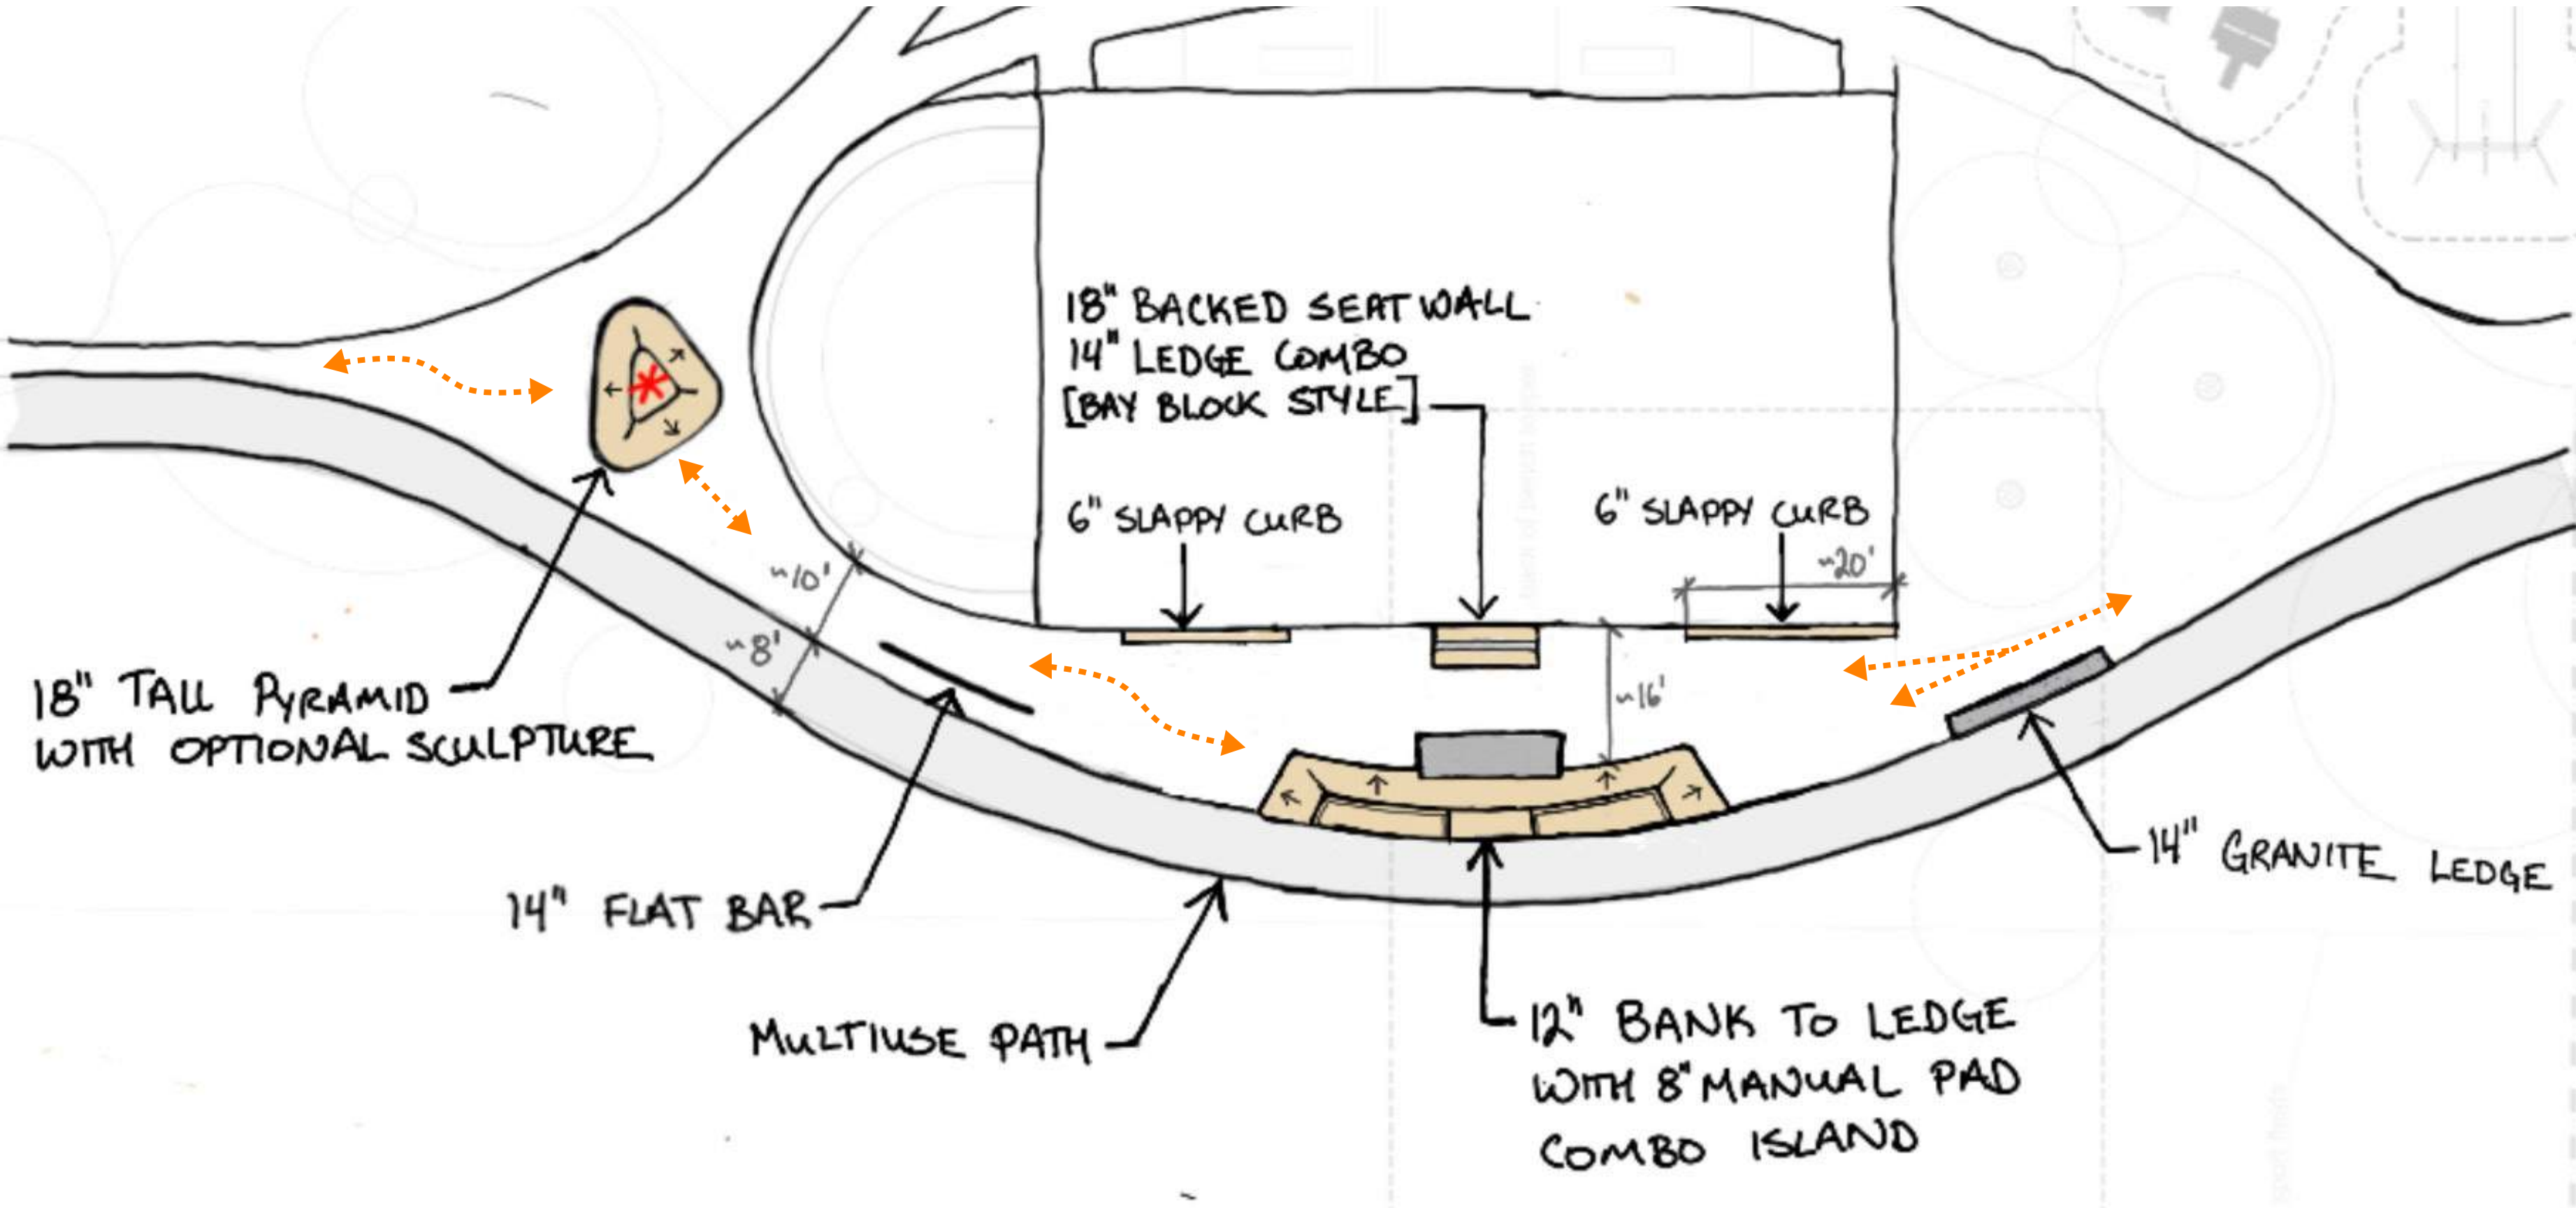 18" BACKED SEAT WALL
14" LEDGE COMBO
[BAY BLOCK STYLE]
6" SLAPPY CURB
6" SLAPPY CURB
~20'
~10'
~8'
~16'
18" TALL PYRAMID
WITH OPTIONAL SCULPTURE
14" FLAT BAR
MULTIUSE PATH
14" GRANITE LEDGE
12" BANK TO LEDGE
WITH 8" MANUAL PAD
COMBO ISLAND